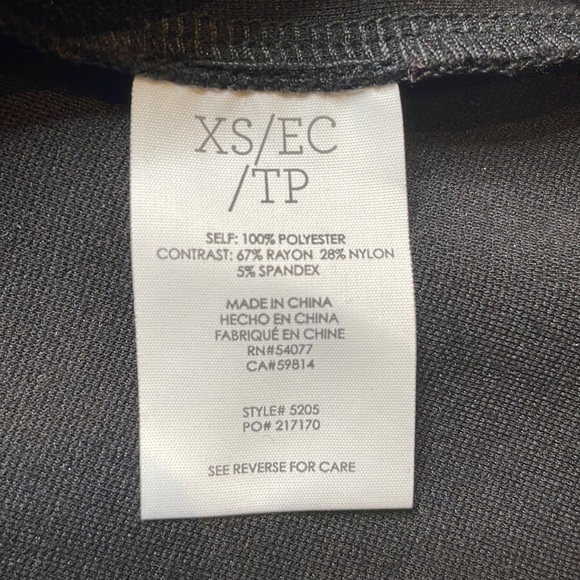 XS/EC
/TP
SELF: 100% POLYESTER
CONTRAST: 67% RAYON 28% NYLON
5% SPANDEX
MADE IN CHINA
HECHO EN CHINA
FABRIQUÉ EN CHINE
RN#54077
CA#59814
STYLE# 5205
PO# 217170
SEE REVERSE FOR CARE